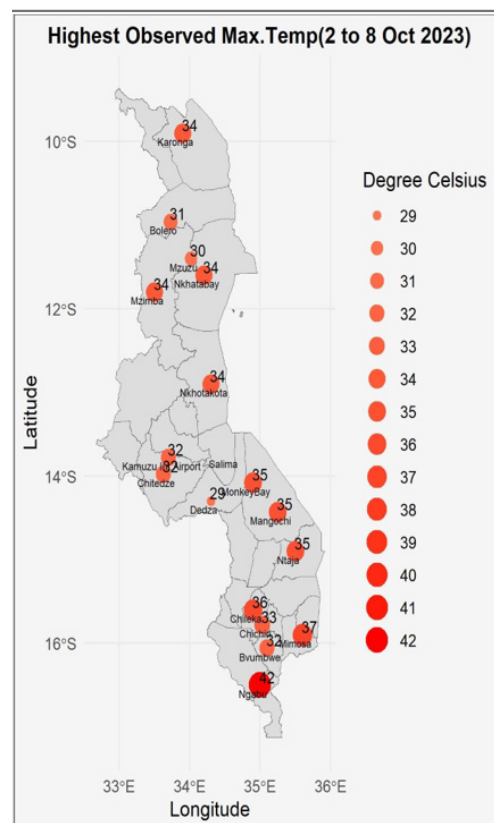 Highest Observed Max.Temp(2 to 8 Oct 2023)
34
Karonga
10°S
Degree Celsius
29
30
31
32
33
34
35
36
37
38
39
40
41
42
31
Bolero
30
Mzuzu
34
Nkhatabay
34
Mzimba
12°S
34
Nkhotakota
Latitude
32
Kamuzu Int Airport
32
Chitedze
Salima
14°S
29
Dedza
35
MonkeyBay
35
Mangochi
35
Ntaja
36
Chileka
33
Chichiri
37
Mimosa
16°S
32
Bvumbwe
42
Ngabu
33°E
34°E
35°E
36°E
Longitude